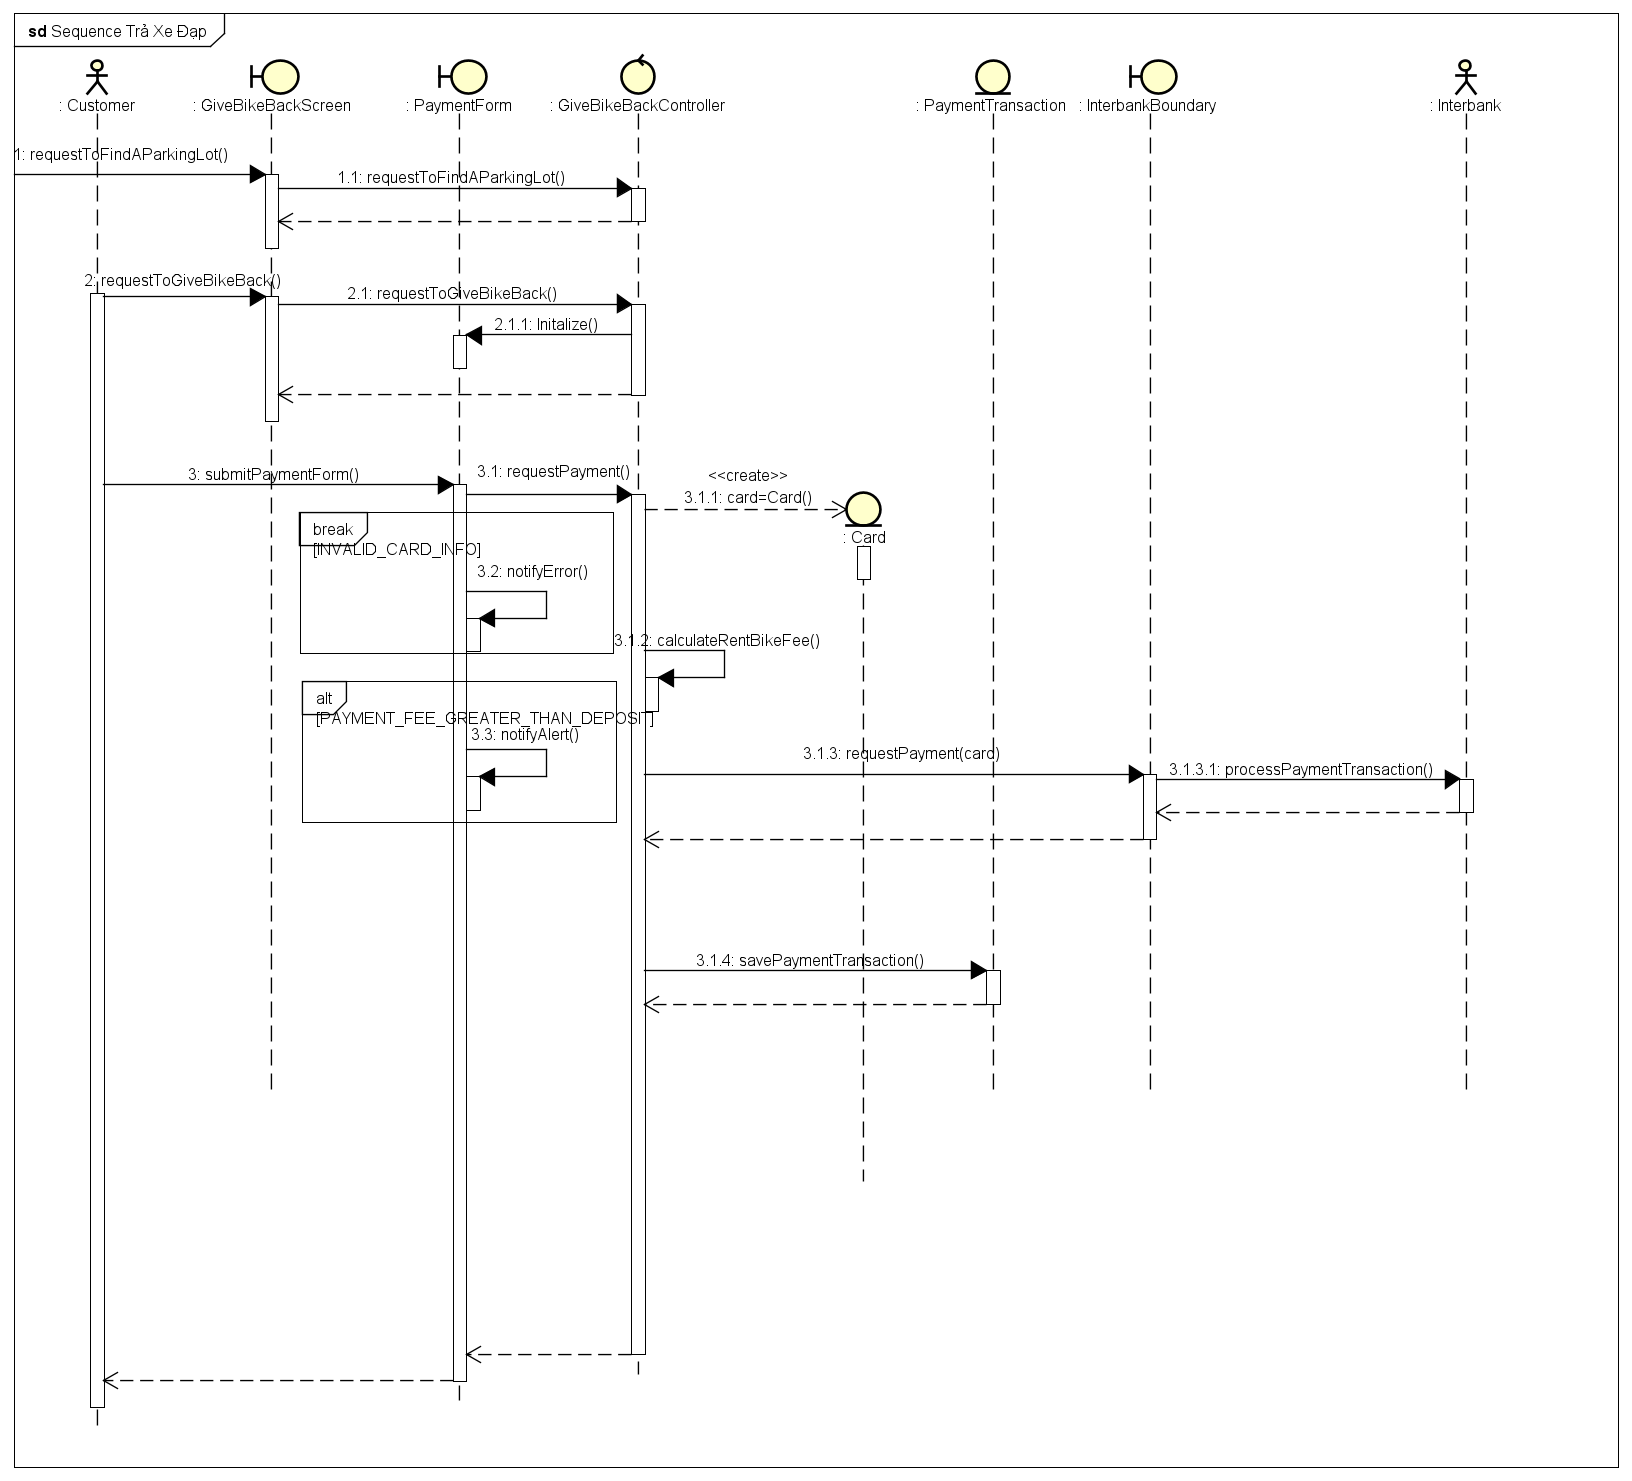 sd Sequence Trả Xe Đạp
: Customer
: GiveBikeBackScreen
: PaymentForm
: GiveBikeBackController
: PaymentTransaction
: InterbankBoundary
: Interbank
1: requestToFindAParkingLot()
1.1: requestToFindAParkingLot()
2: requestToGiveBikeBack()
2.1: requestToGiveBikeBack()
2.1.1: Initalize()
3: submitPaymentForm()
3.1: requestPayment()
<<create>>
3.1.1: card=Card()
: Card
break
[INVALID_CARD_INFO]
3.2: notifyError()
3.1.2: calculateRentBikeFee()
alt
[PAYMENT_FEE_GREATER_THAN_DEPOSIT]
3.3: notifyAlert()
3.1.3: requestPayment(card)
3.1.3.1: processPaymentTransaction()
3.1.4: savePaymentTransaction()